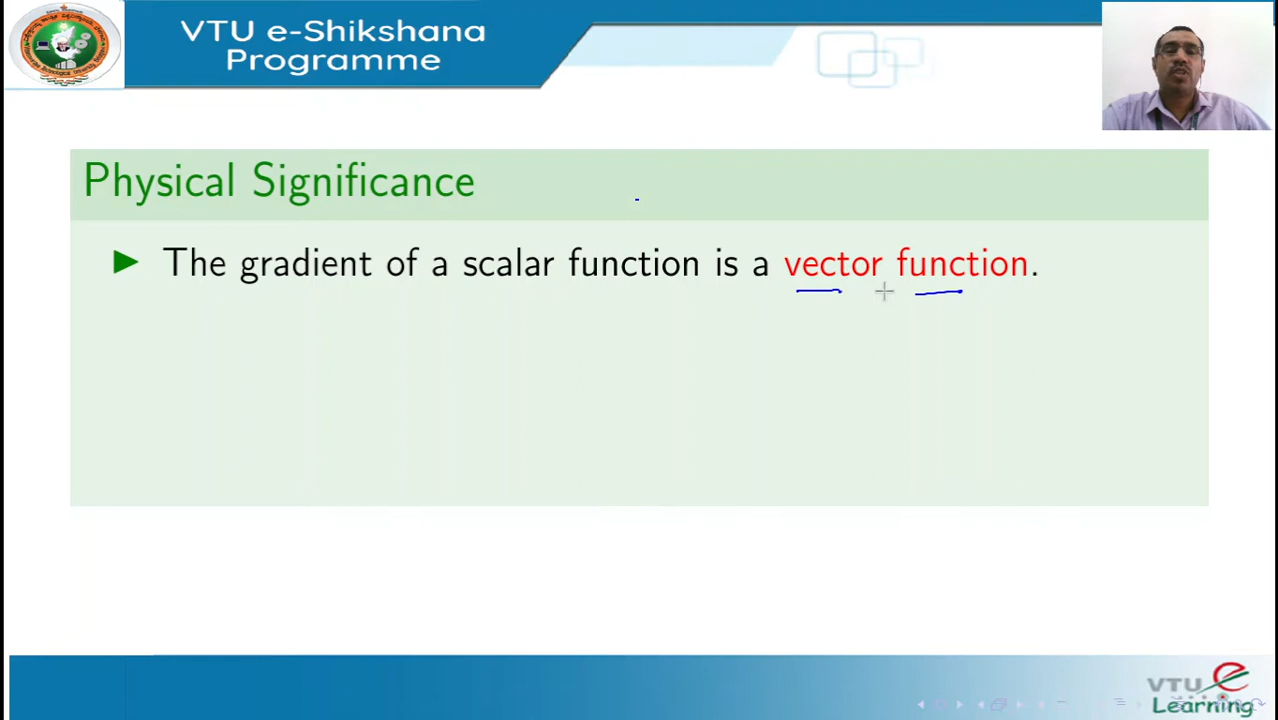 VTU e-Shikshana
Programme
Physical Significance
► The gradient of a scalar function is a vector function.
VTU e
Learning